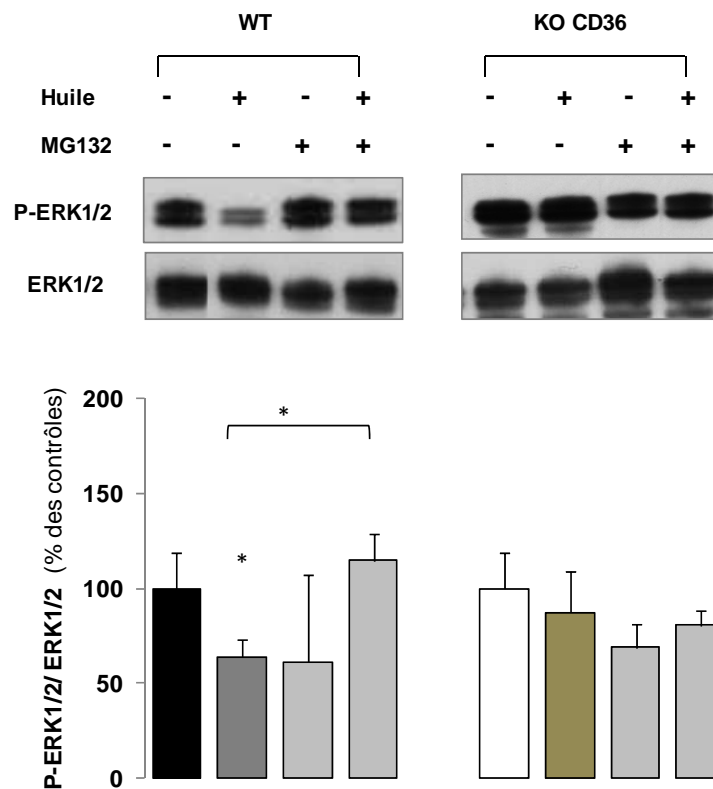 WT KO CD36
Huile - + - + - + - +
MG132 - - + + - - + +
P-ERK1/2
ERK1/2
P-ERK1/2/ ERK1/2 (% des contrôles)
200
150
100
50
0
*
*